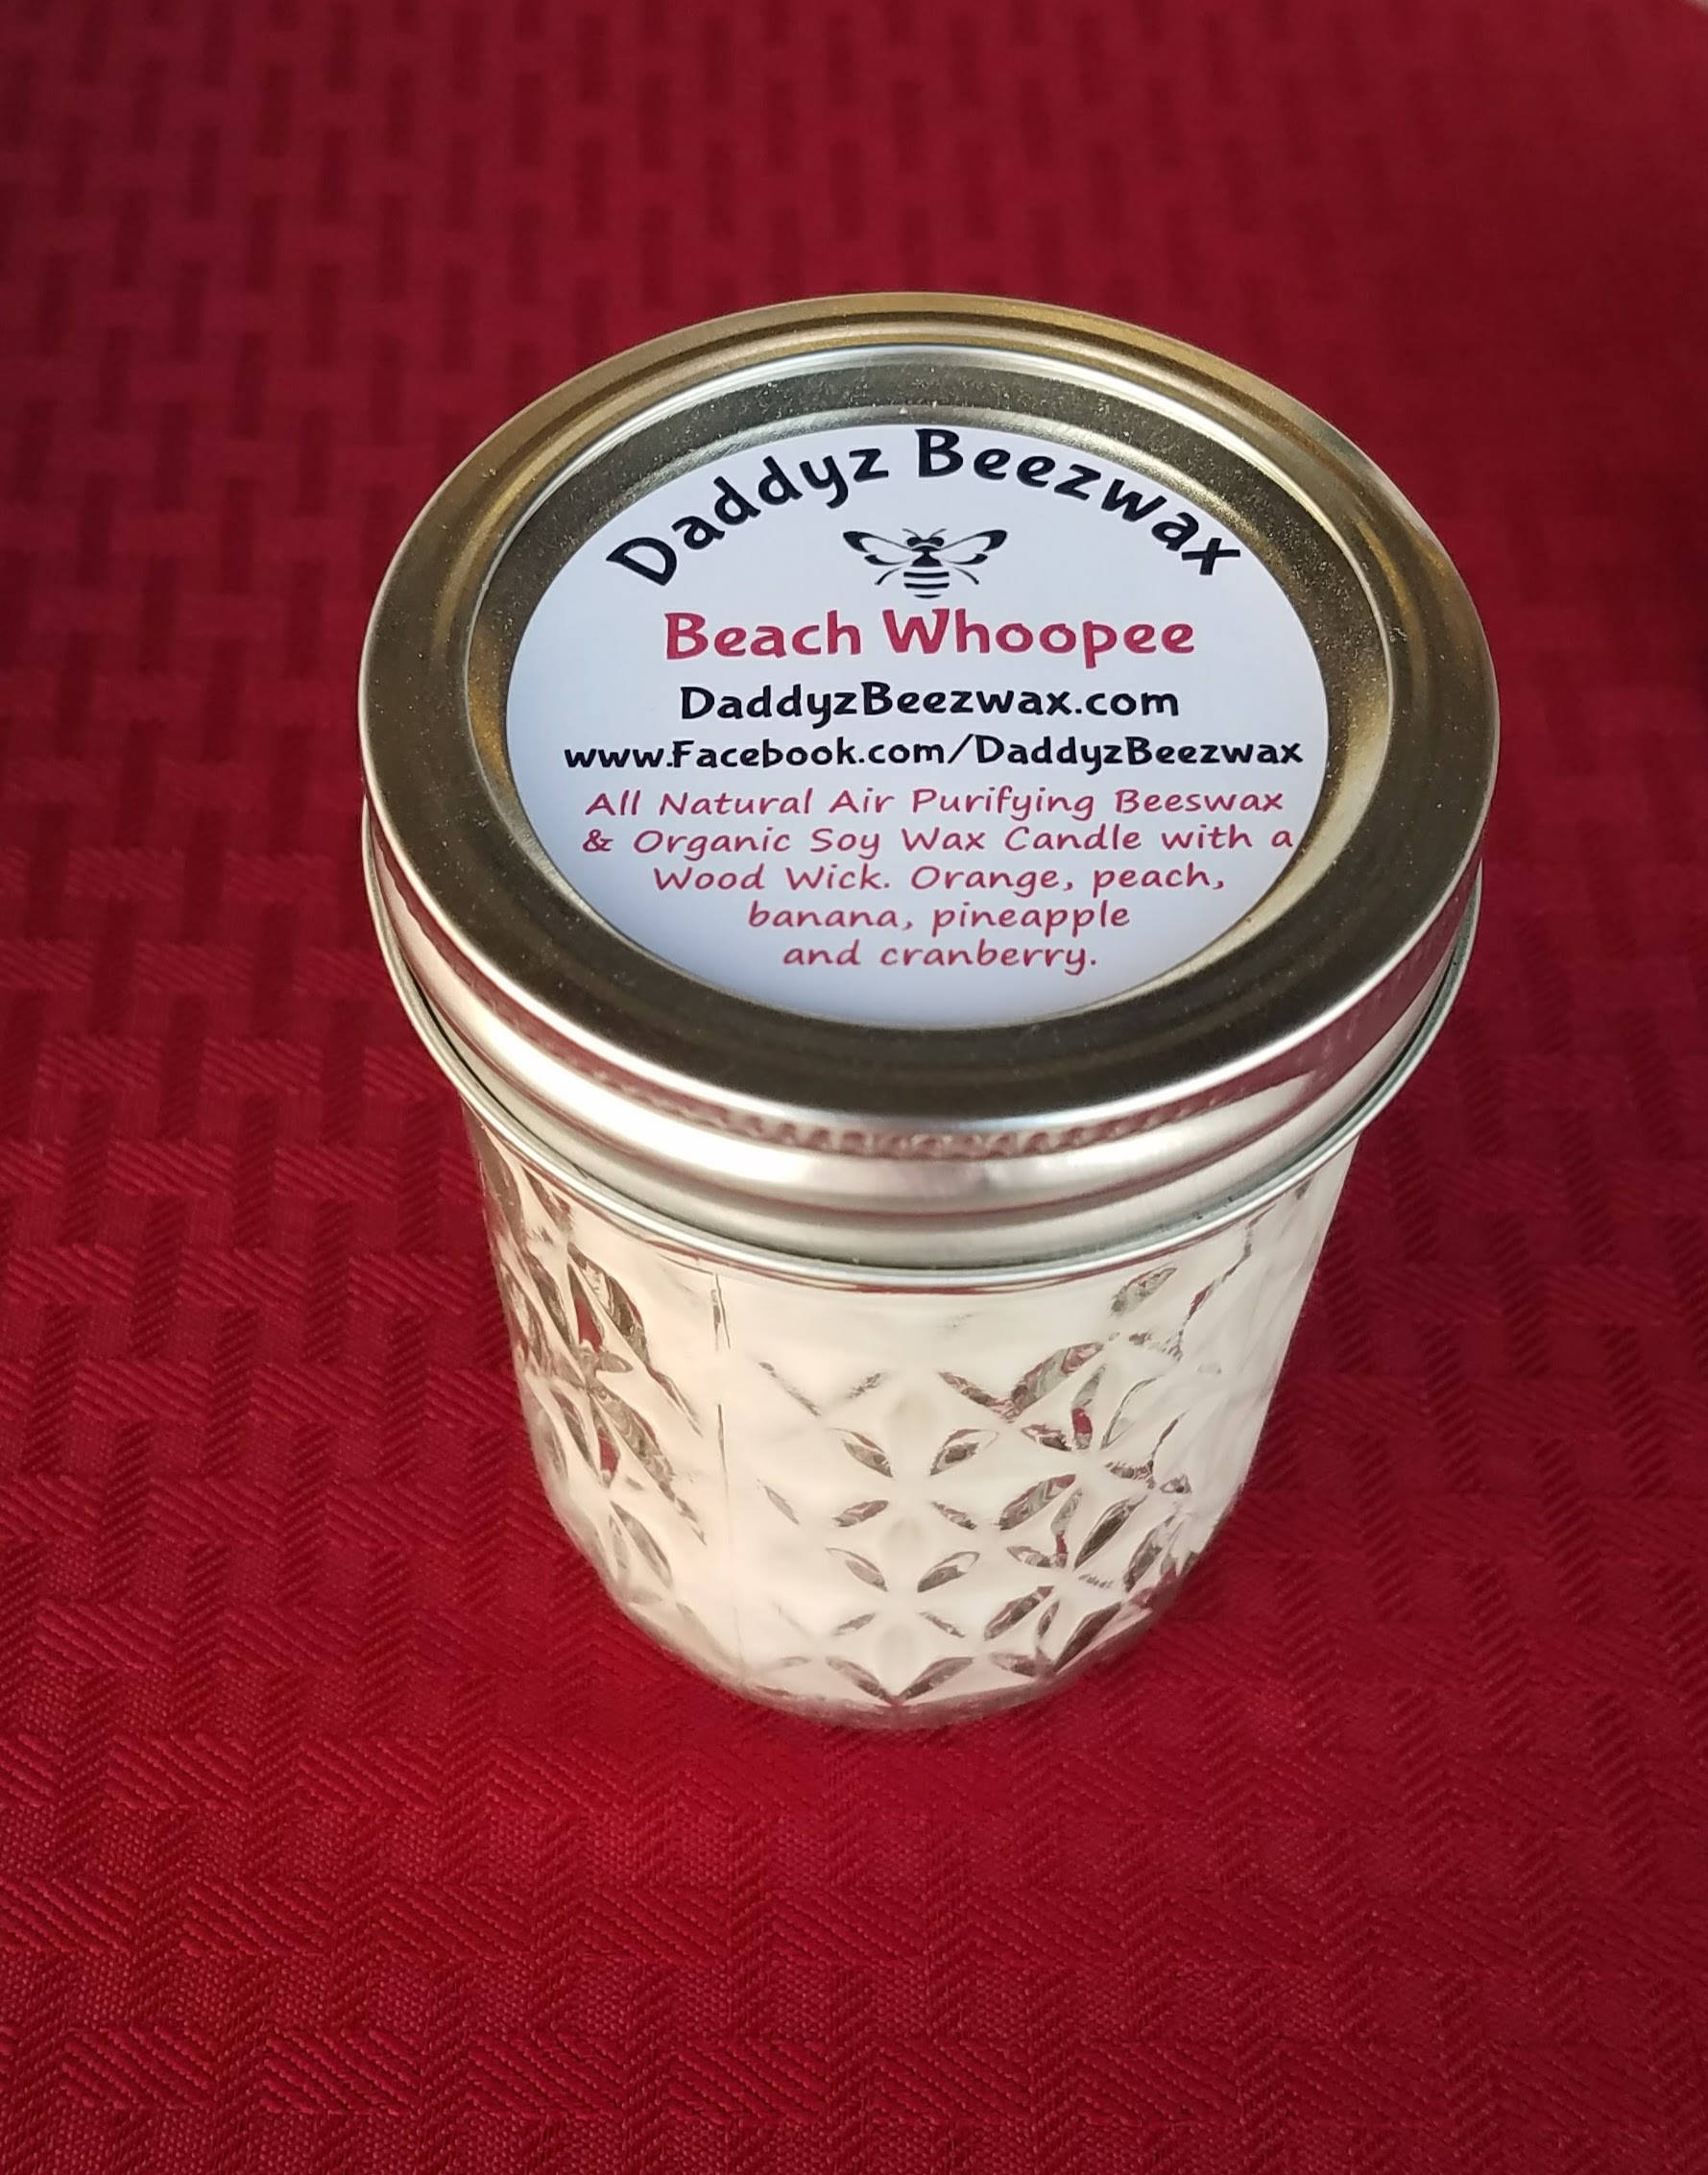 Daddyz Beezwax
Beach Whoopee
DaddyzBeezwax.com
www.Facebook.com/DaddyzBeezwax
All Natural Air Purifying Beeswax
& Organic Soy Wax Candle with a
Wood Wick. Orange, peach,
banana, pineapple
and cranberry.